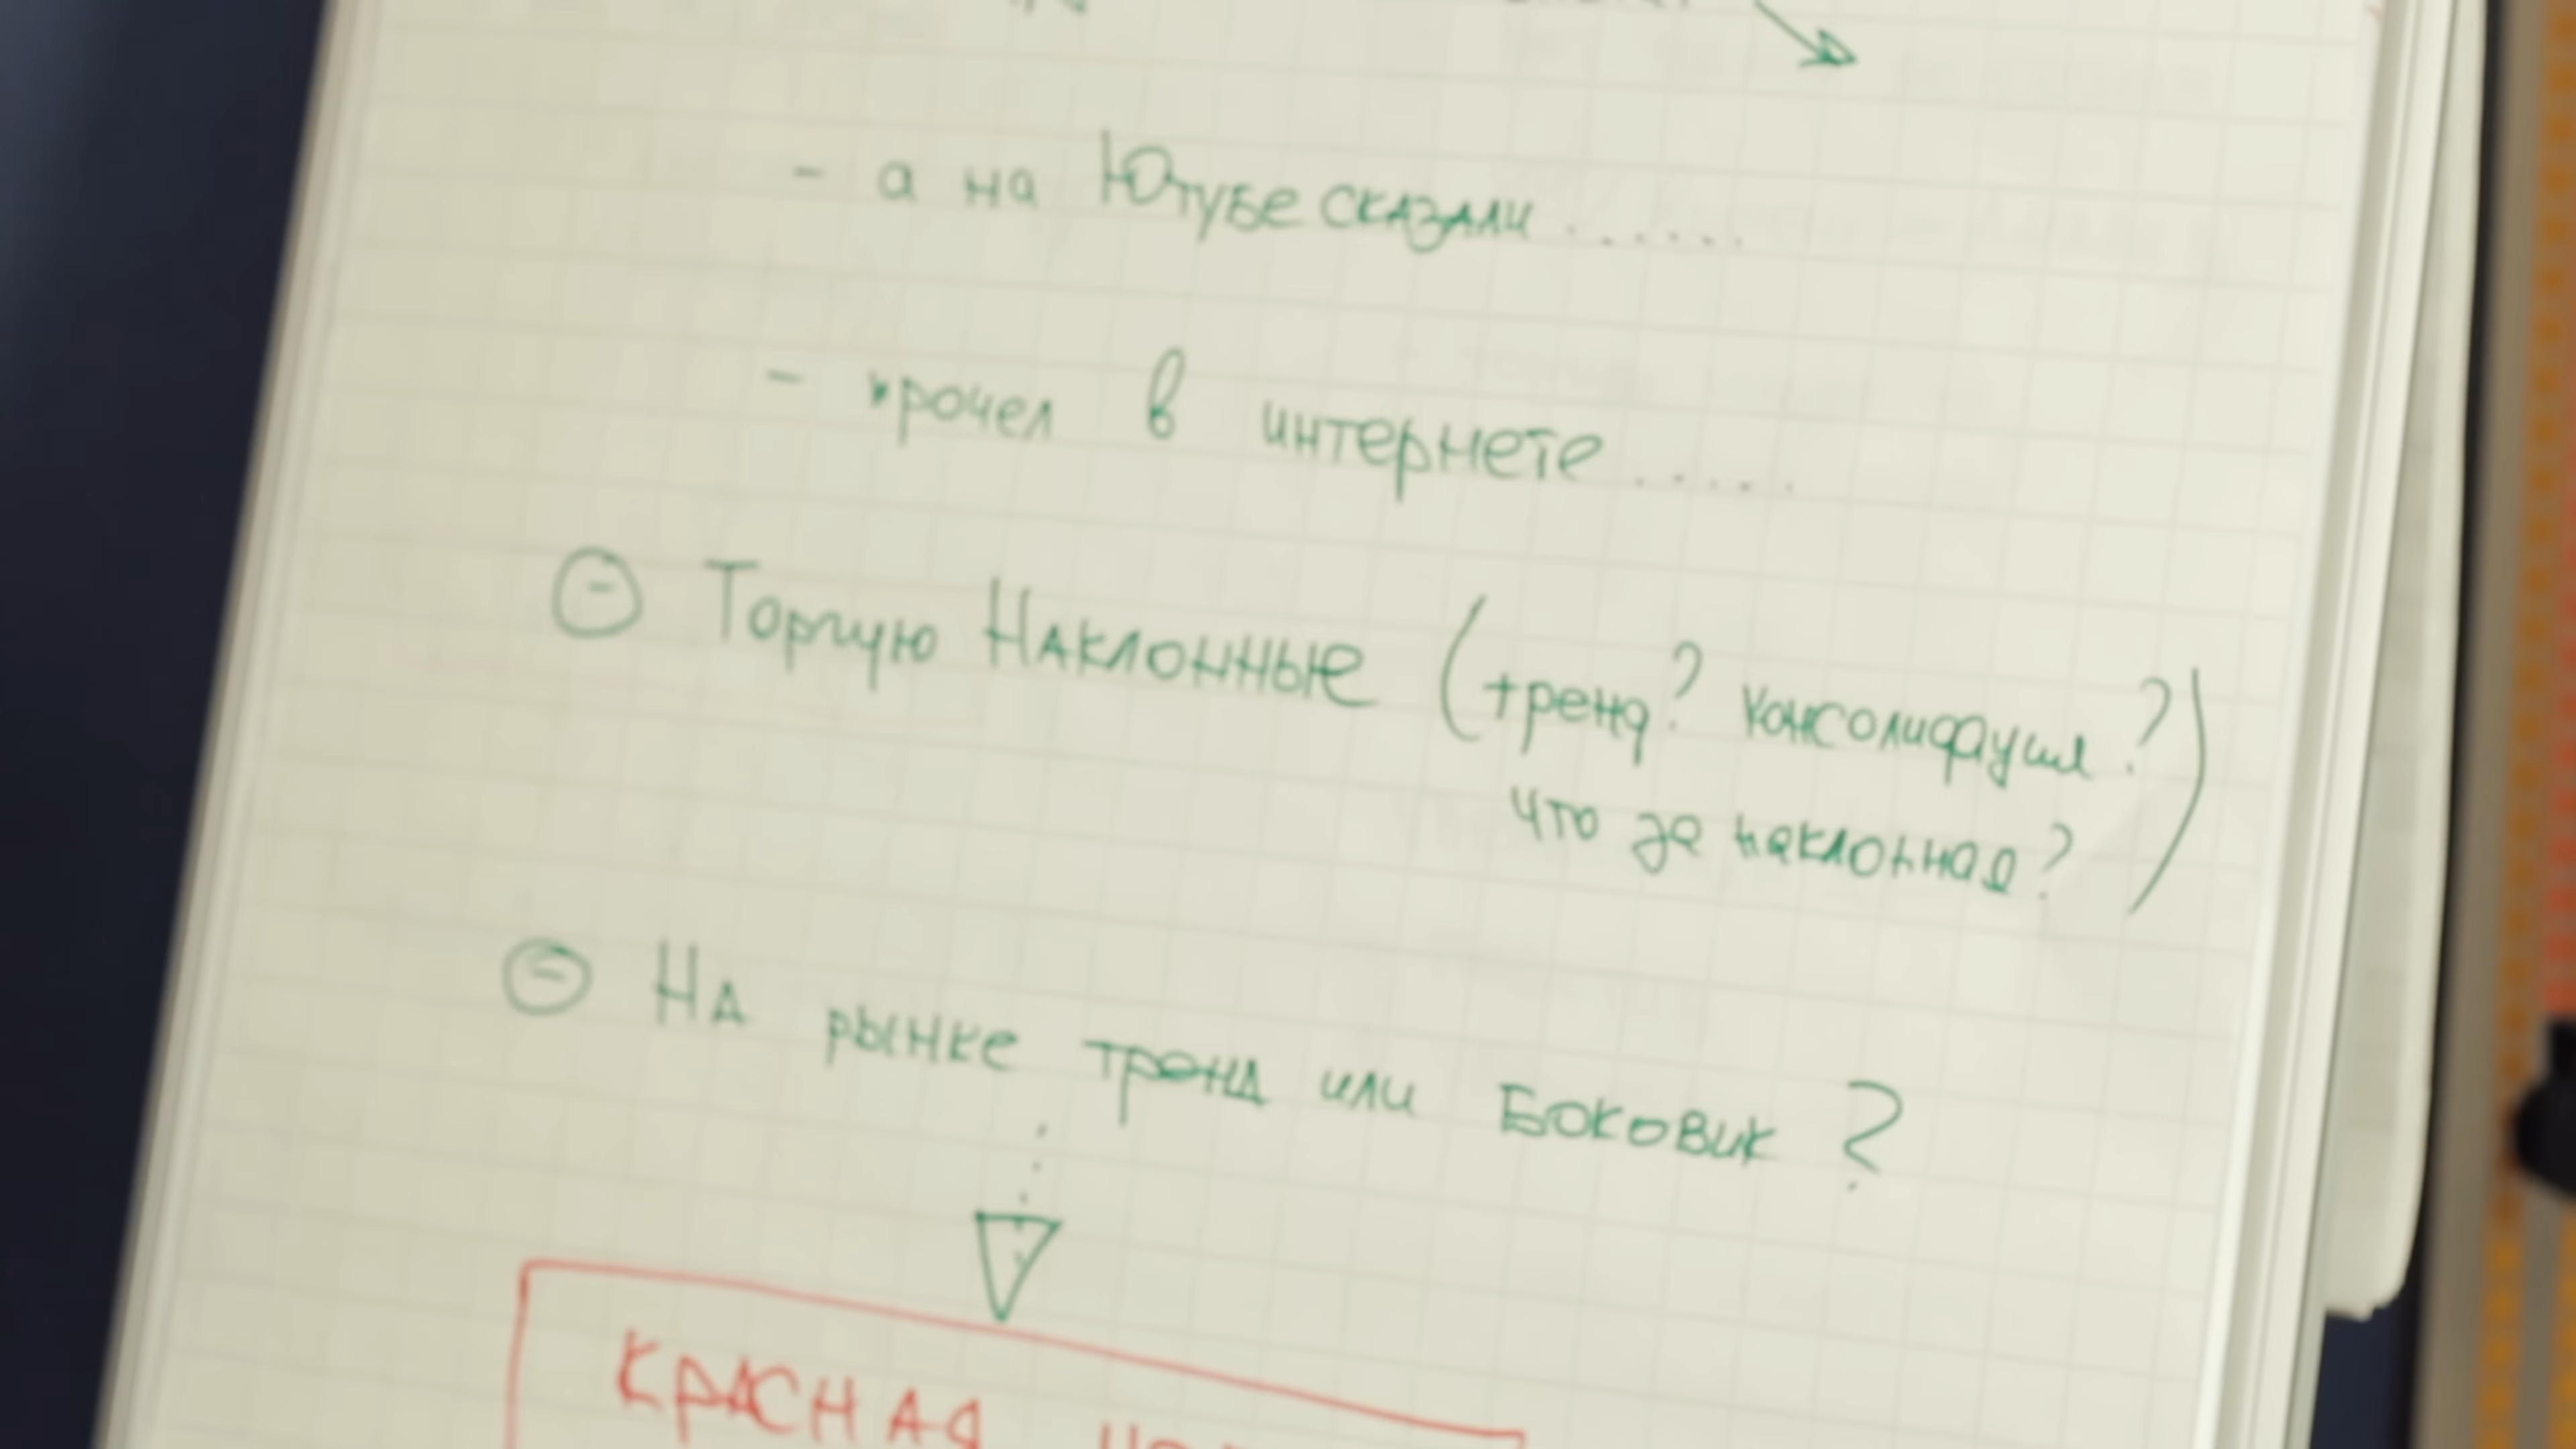 - а на Ютубе сказали ......
- прочел в интернете .....
⊖ Торгую Наклонные (тренд? Консолидация?
что за наклонная?)
⊖ На рынке тренд или Боковик ?
КРАСНАЯ